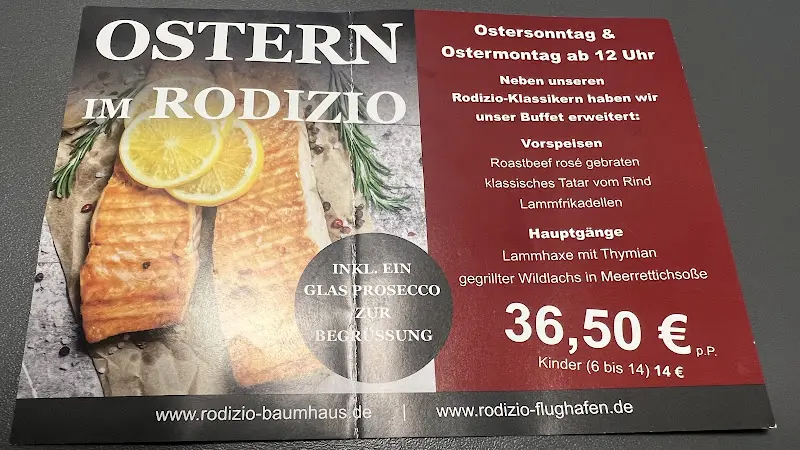 OSTERN
IM RODIZIO
INKL. EIN
GLAS PROSECCO
ZUR
BEGRÜSSUNG
Ostersonntag &
Ostermontag ab 12 Uhr
Neben unseren
Rodizio-Klassikern haben wir
unser Buffet erweitert:
Vorspeisen
Roastbeef rosé gebraten
klassisches Tatar vom Rind
Lammfrikadellen
Hauptgänge
Lammhaxe mit Thymian
gegrillter Wildlachs in Meerrettichsoße
36,50 € p.P.
Kinder (6 bis 14) 14 €
www.rodizio-baumhaus.de | www.rodizio-flughafen.de